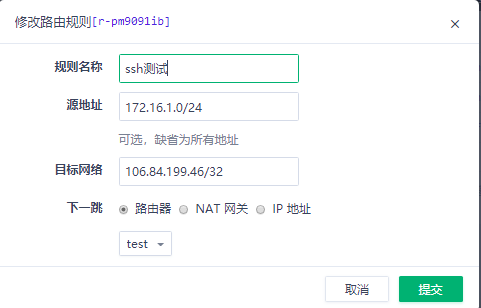 修改路由规则[r-pm9091ib]
规则名称 ssh测试
源地址 172.16.1.0/24
可选，缺省为所有地址
目标网络 106.84.199.46/32
下一跳 路由器 NAT 网关 IP 地址
test
取消 提交